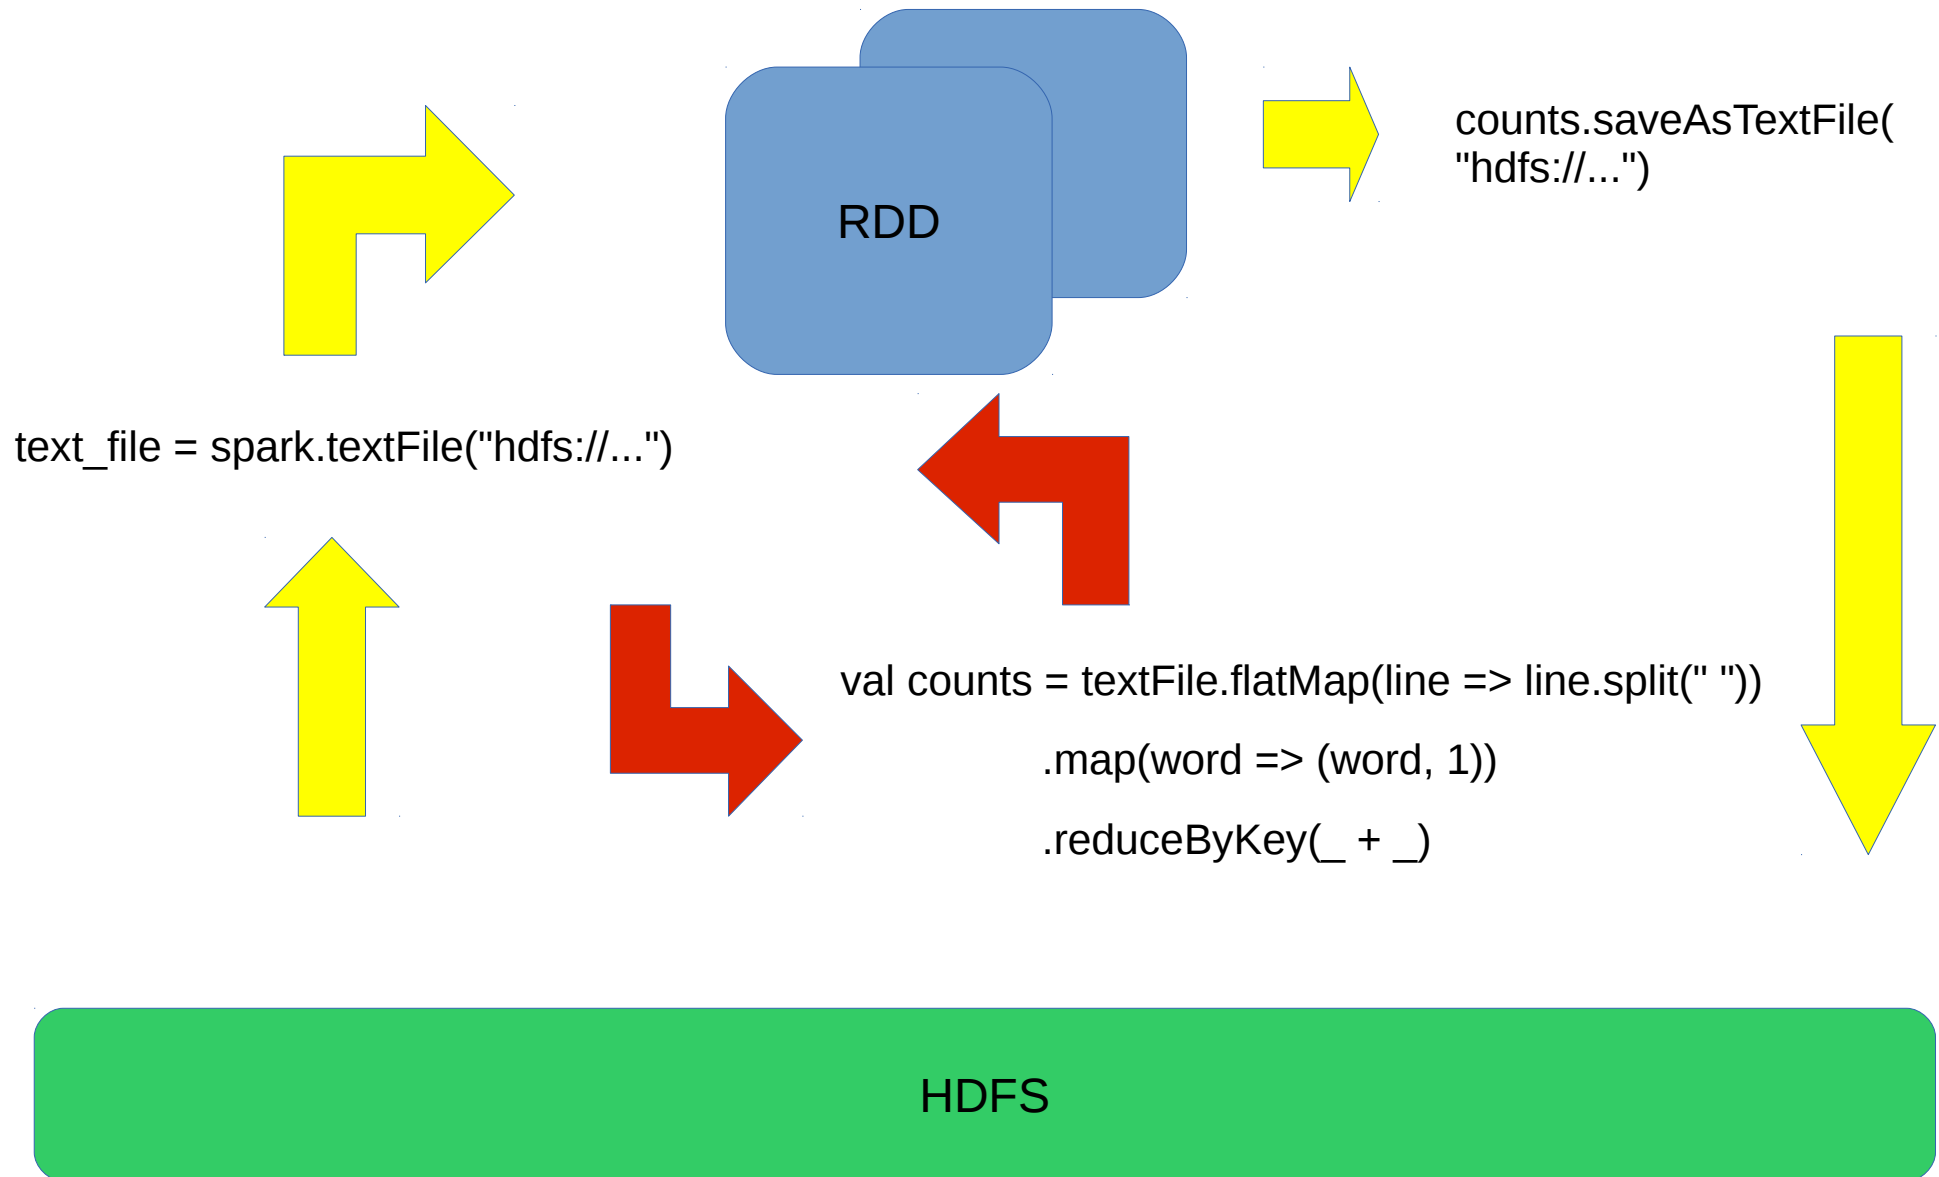 RDD
counts.saveAsTextFile(
"hdfs://...")
text_file = spark.textFile("hdfs://...")
val counts = textFile.flatMap(line => line.split(" "))
.map(word => (word, 1))
.reduceByKey(_ + _)
HDFS